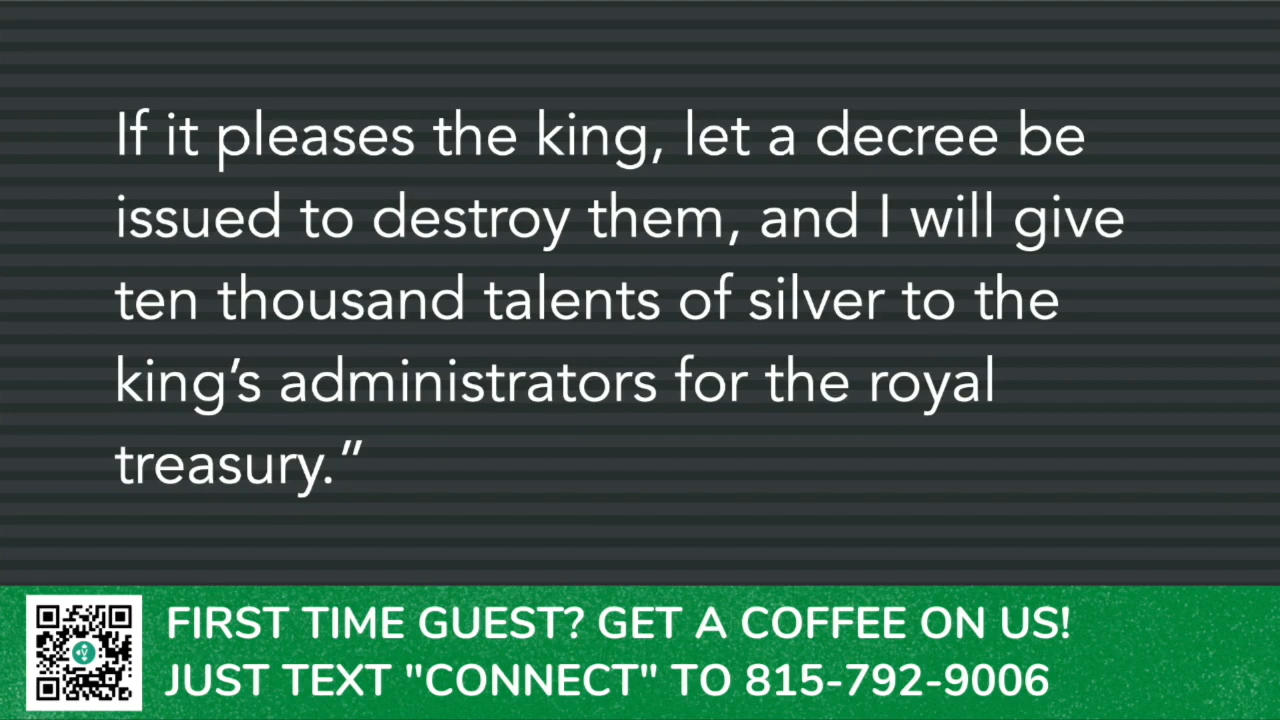 If it pleases the king, let a decree be
issued to destroy them, and I will give
ten thousand talents of silver to the
king’s administrators for the royal
treasury.”
FIRST TIME GUEST? GET A COFFEE ON US!
JUST TEXT "CONNECT" TO 815-792-9006